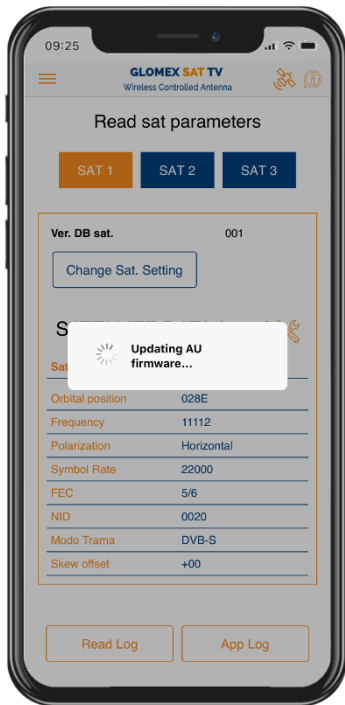 09:25
GLOMEX SAT TV
Wireless Controlled Antenna
Read sat parameters
SAT 1 SAT 2 SAT 3
Ver. DB sat. 001
Change Sat. Setting
Updating AU
firmware...
Orbital position 028E
Frequency 11112
Polarization Horizontal
Symbol Rate 22000
FEC 5/6
NID 0020
Modo Trama DVB-S
Skew offset +00
Read Log App Log